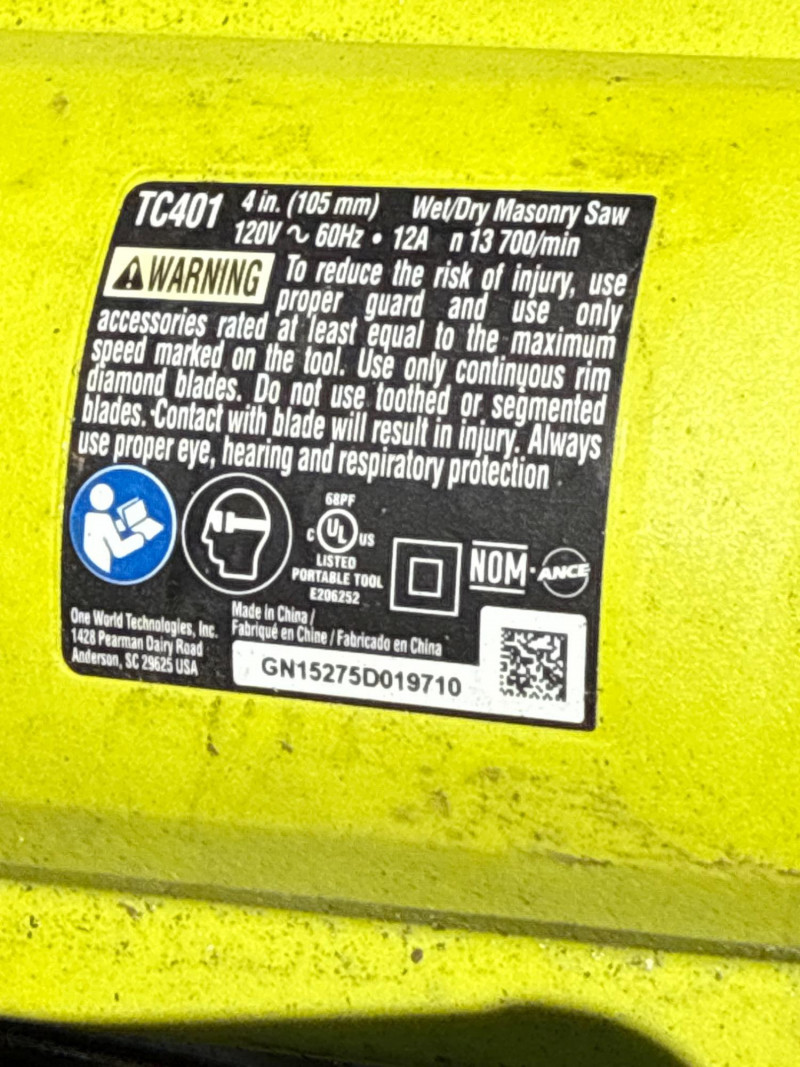 TC401 4 in. (105 mm) Wet/Dry Masonry Saw
120V ~ 60Hz • 12A n 13 700/min
⚠ WARNING To reduce the risk of injury, use
proper guard and use only
accessories rated at least equal to the maximum
speed marked on the tool. Use only continuous rim
diamond blades. Do not use toothed or segmented
blades. Contact with blade will result in injury. Always
use proper eye, hearing and respiratory protection.
68PF
C UL US
LISTED
PORTABLE TOOL
E206252
NOM-ANCE
One World Technologies, Inc.
1428 Pearman Dairy Road
Anderson, SC 29625 USA
Made in China /
Fabriqué en Chine / Fabricado en China
GN15275D019710